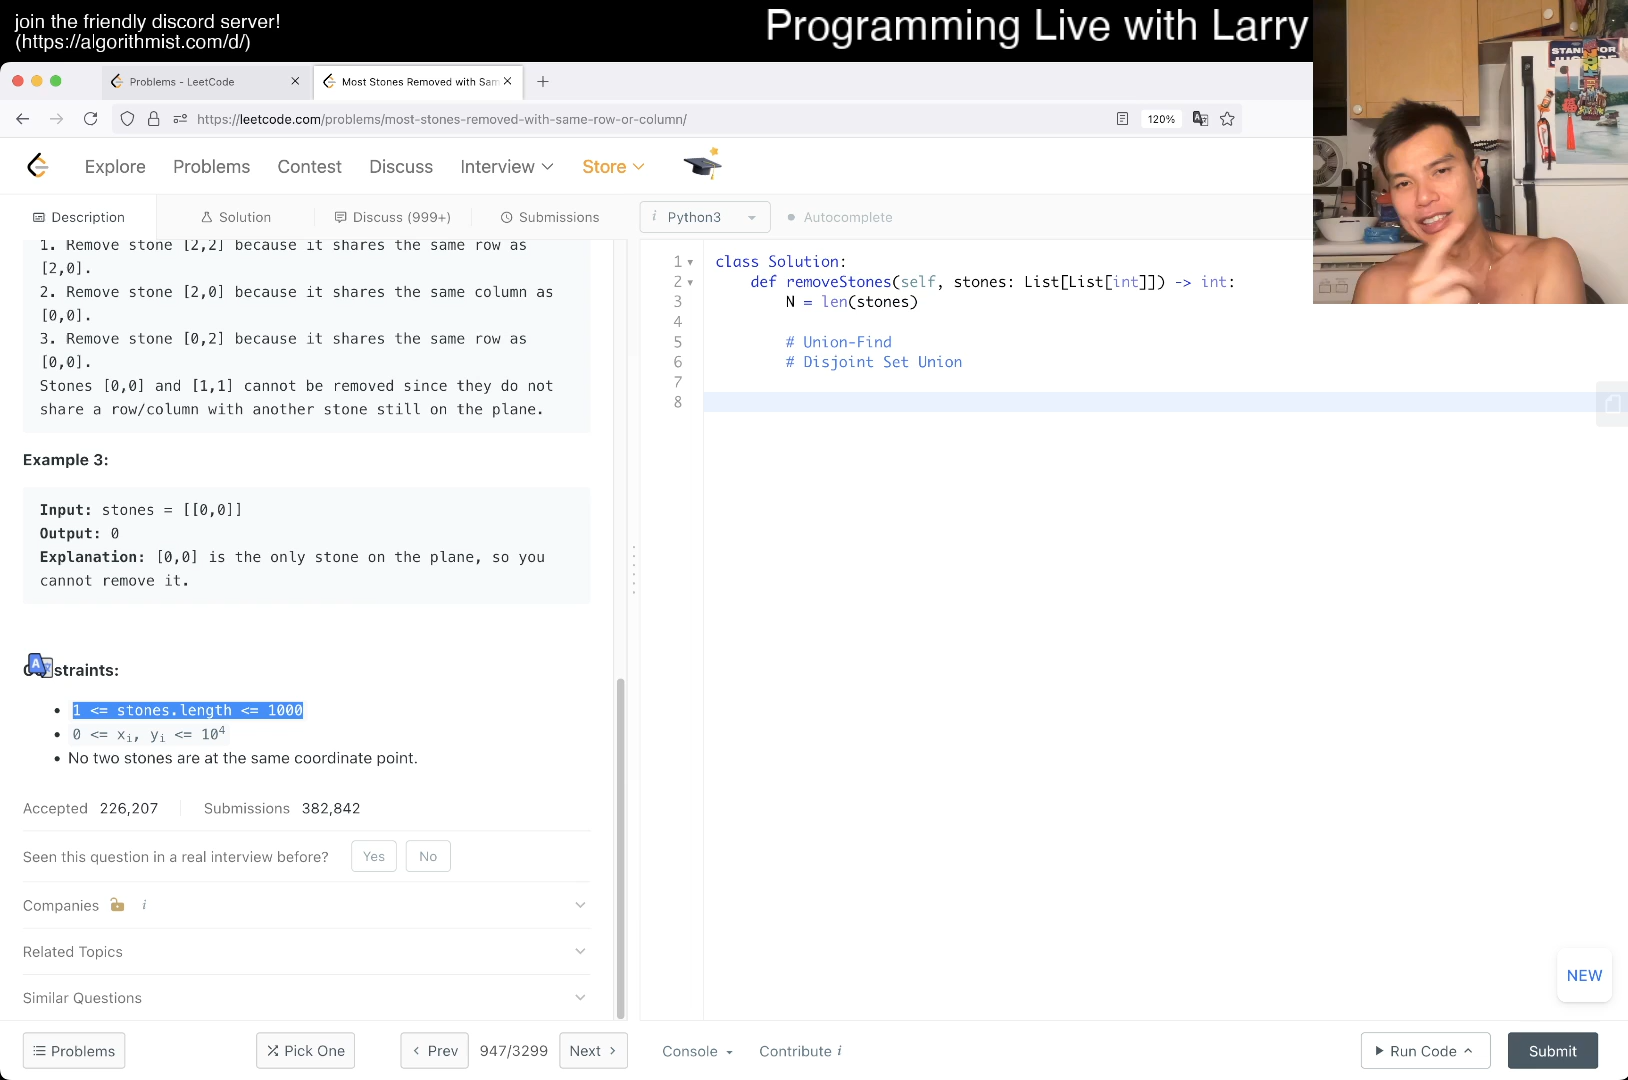 join the friendly discord server!
(https://algorithmist.com/d/)
Programming Live with Larry
Problems - LeetCode
Most Stones Removed with Sam
https://leetcode.com/problems/most-stones-removed-with-same-row-or-column/
120%
Explore
Problems
Contest
Discuss
Interview
Store
Description
Solution
Discuss (999+)
Submissions
i Python3
Autocomplete
1. Remove stone [2,2] because it shares the same row as
[2,0].
2. Remove stone [2,0] because it shares the same column as
[0,0].
3. Remove stone [0,2] because it shares the same row as
[0,0].
Stones [0,0] and [1,1] cannot be removed since they do not
share a row/column with another stone still on the plane.
Example 3:
Input: stones = [[0,0]]
Output: 0
Explanation: [0,0] is the only stone on the plane, so you
cannot remove it.
straints:
• 1 <= stones.length <= 1000
• 0 <= xi, yi <= 10⁴
• No two stones are at the same coordinate point.
Accepted 226,207
Submissions 382,842
Seen this question in a real interview before?
Yes
No
Companies i
Related Topics
Similar Questions
1 class Solution:
2 def removeStones(self, stones: List[List[int]]) -> int:
3 N = len(stones)
4
5 # Union-Find
6 # Disjoint Set Union
7
8
NEW
Problems
Pick One
Prev
947/3299
Next
Console
Contribute i
Run Code
Submit